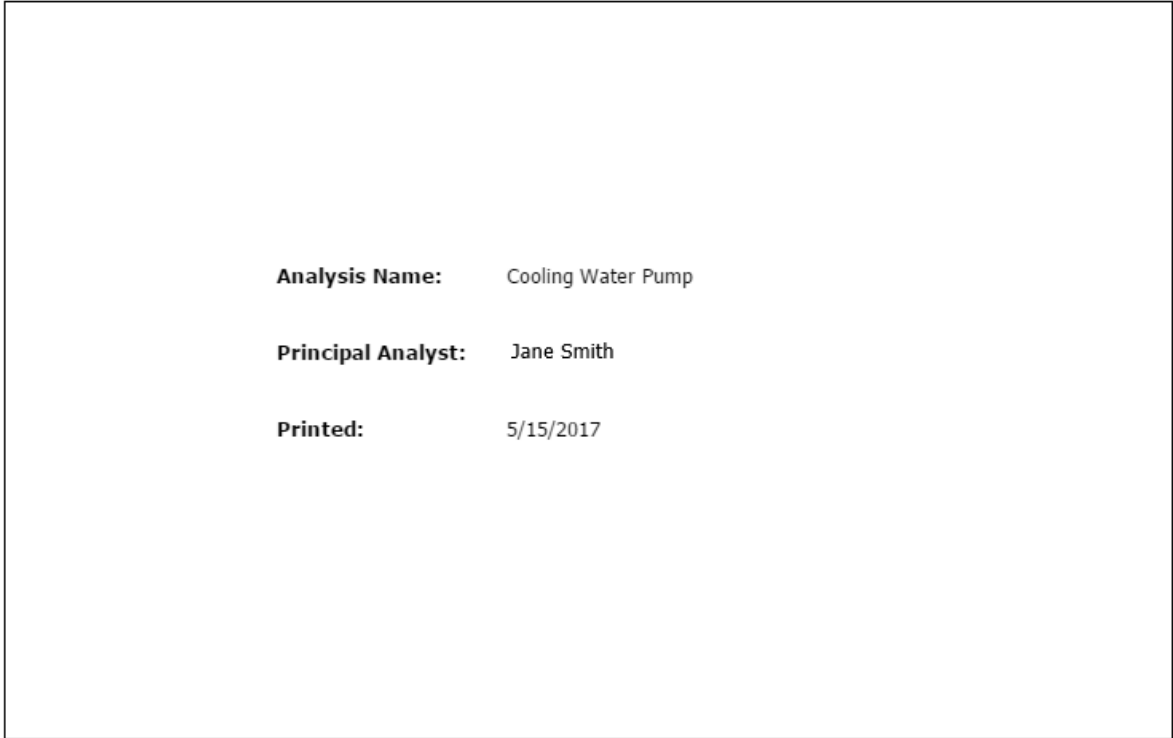 Analysis Name: Cooling Water Pump
Principal Analyst: Jane Smith
Printed: 5/15/2017